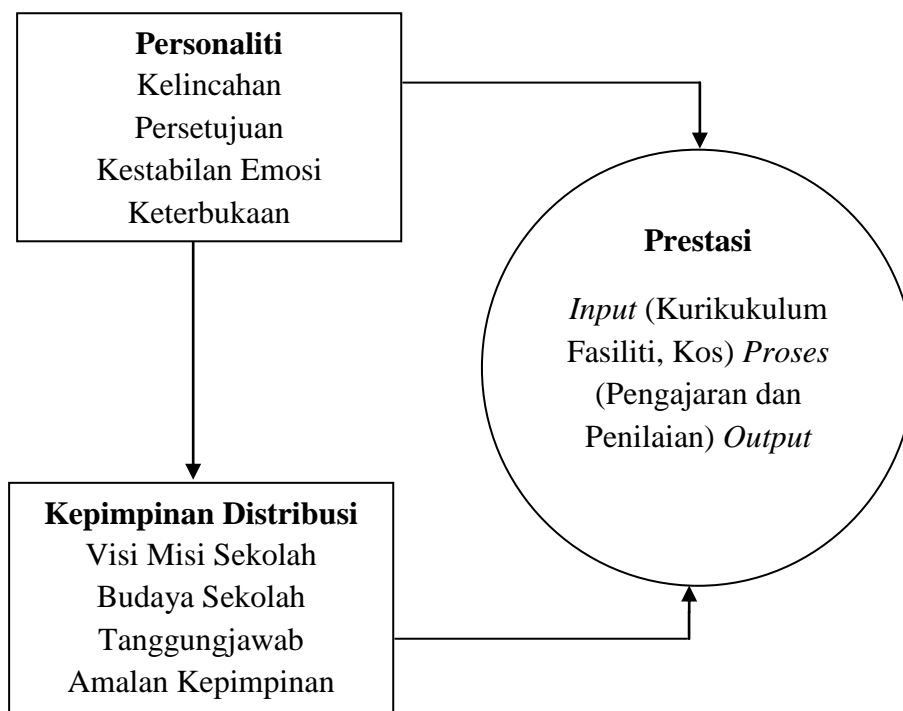 Personaliti
Kelincahan
Persetujuan
Kestabilan Emosi
Keterbukaan
Prestasi
Input (Kurikukulum
Fasiliti, Kos) Proses
(Pengajaran dan
Penilaian) Output
Kepimpinan Distribusi
Visi Misi Sekolah
Budaya Sekolah
Tanggungjawab
Amalan Kepimpinan